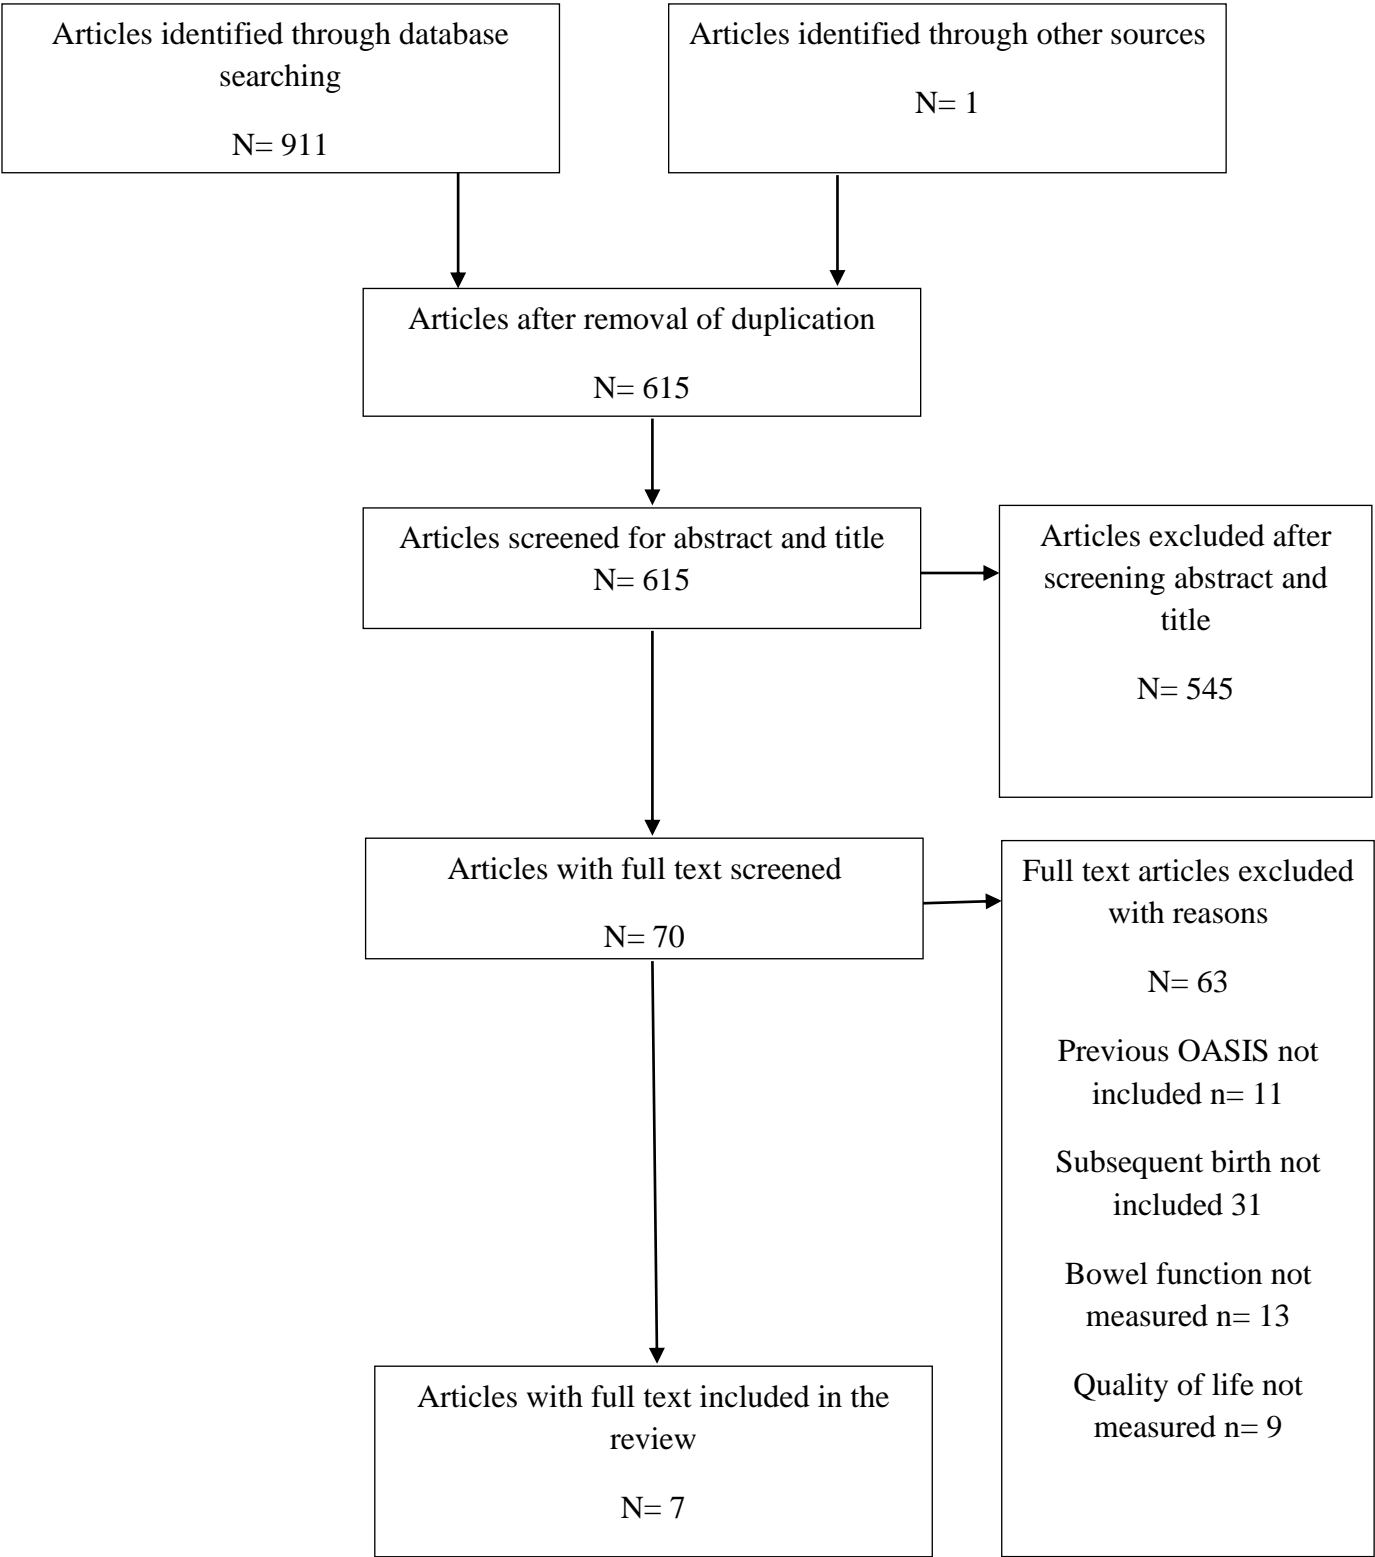 Articles identified through database
searching
N= 911
Articles identified through other sources
N= 1
Articles after removal of duplication
N= 615
Articles screened for abstract and title
N= 615
Articles excluded after
screening abstract and
title
N= 545
Articles with full text screened
N= 70
Full text articles excluded
with reasons
N= 63
Previous OASIS not
included n= 11
Subsequent birth not
included 31
Bowel function not
measured n= 13
Quality of life not
measured n= 9
Articles with full text included in the
review
N= 7